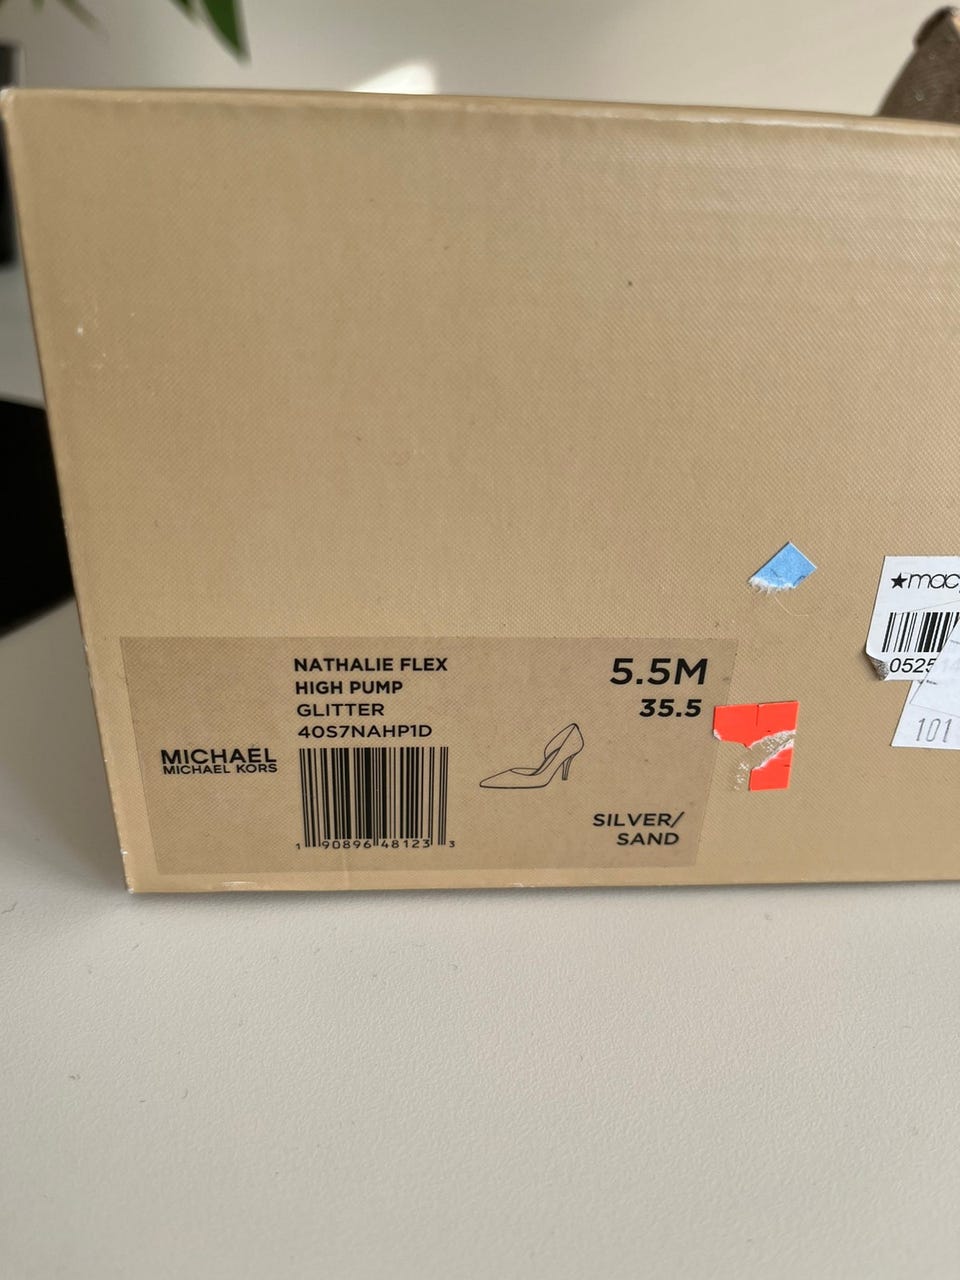 NATHALIE FLEX
HIGH PUMP
GLITTER
40S7NAHP1D
MICHAEL
MICHAEL KORS
1 90896 48123 3
5.5M
35.5
SILVER/
SAND
★macy
0525
101